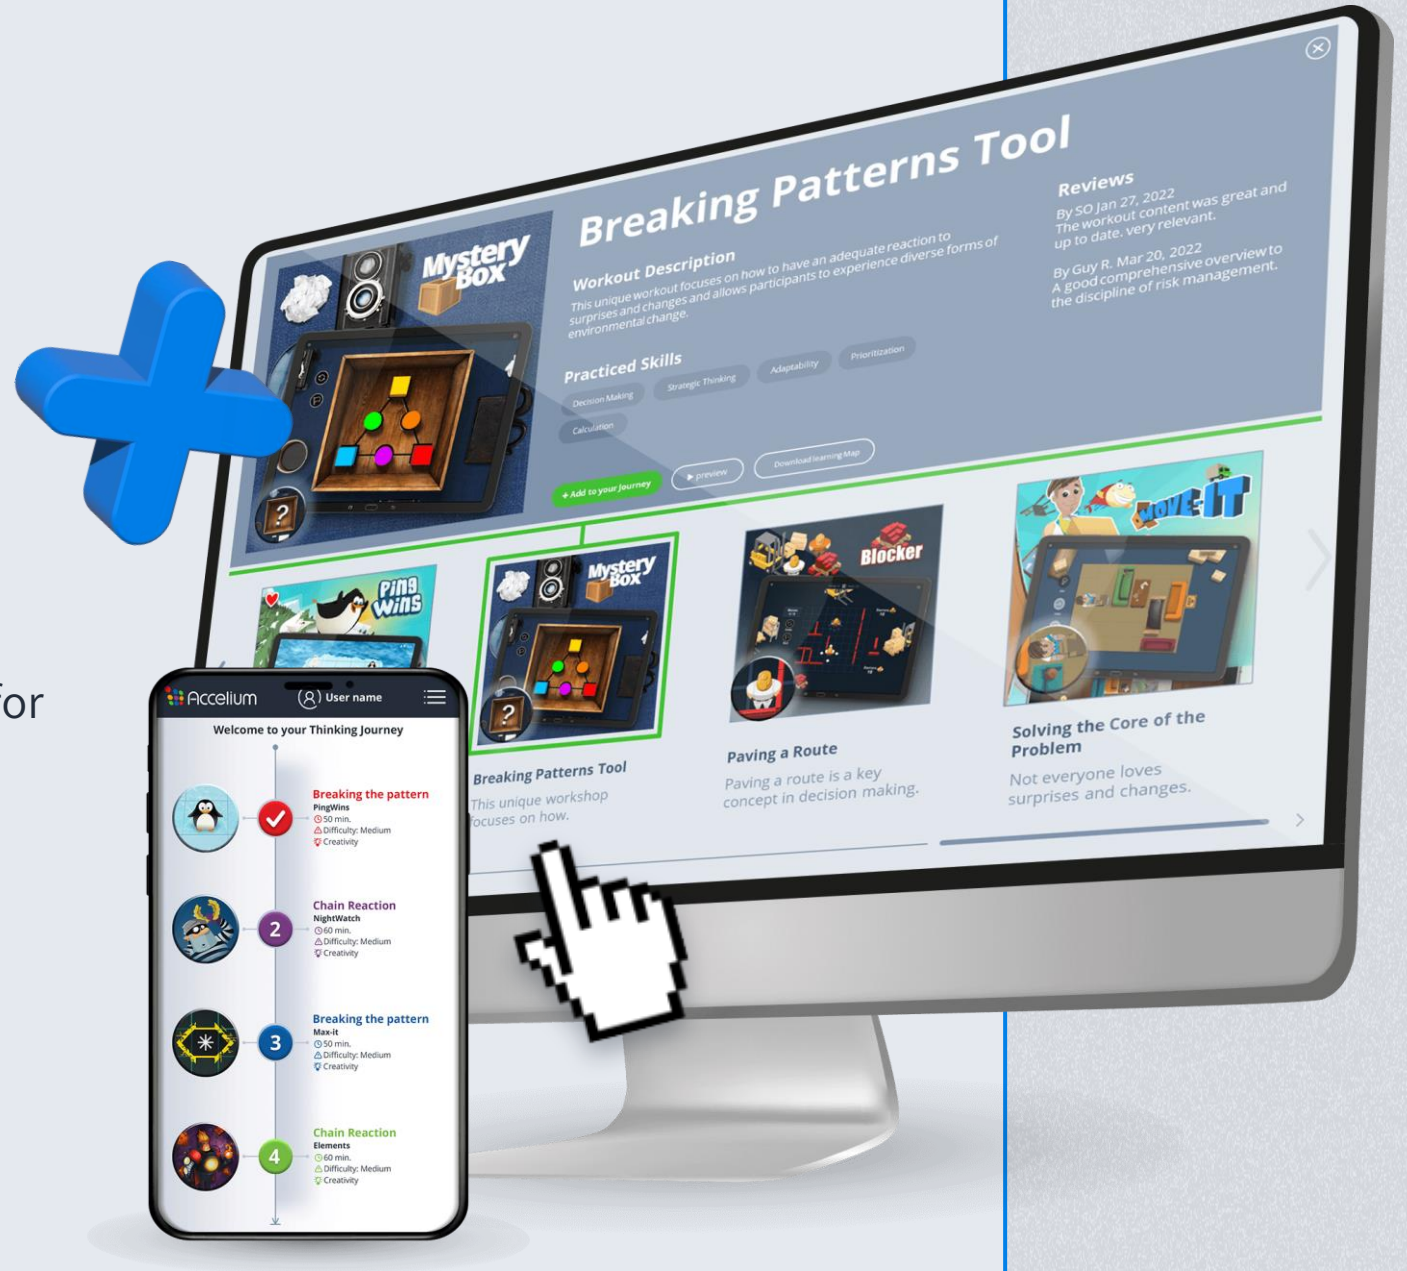 Breaking Patterns Tool
Mystery
BOX
Workout Description
This unique workout focuses on how to have an adequate reaction to
surprises and changes and allows participants to experience diverse forms of
environmental change.
Practiced Skills
Decision Making
Strategic Thinking
Adaptability
Prioritization
Calculation
+ Add to your Journey
preview
Download learning Map
Reviews
By SO Jan 27, 2022
The workout content was great and
up to date. very relevant.
By Guy R. Mar 20, 2022
A good comprehensive overview to
the discipline of risk management.
?
Ping
Wins
Mystery
BOX
?
Breaking Patterns Tool
This unique workshop
focuses on how.
Blocker
Paving a Route
Paving a route is a key
concept in decision making.
MOVE-IT
Solving the Core of the
Problem
Not everyone loves
surprises and changes.
for
Accelium
User name
Welcome to your Thinking Journey
Breaking the pattern
PingWins
50 min.
Difficulty: Medium
Creativity
2
Chain Reaction
NightWatch
60 min.
Difficulty: Medium
Creativity
3
Breaking the pattern
Max-it
50 min.
Difficulty: Medium
Creativity
4
Chain Reaction
Elements
60 min.
Difficulty: Medium
Creativity